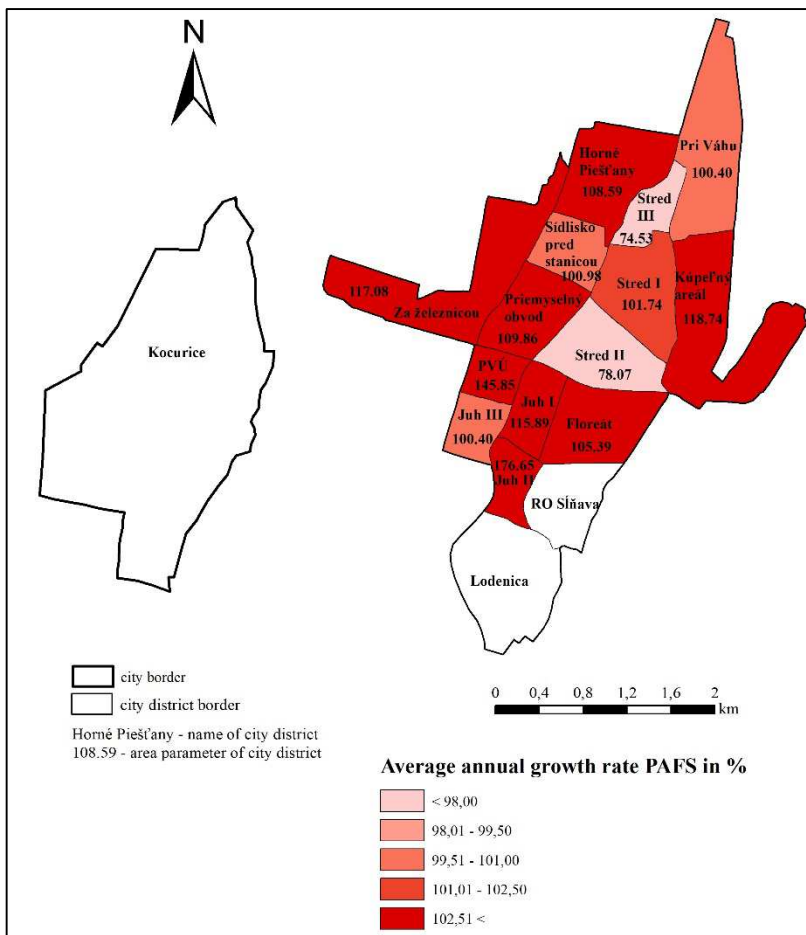 N
Pri Váhu
100.40
Horné
Piešťany
108.59
Stred
III
74.53
Sídlisko
pred
stanicou
100.98
Stred I
101.74
Kúpeľný
areál
118,74
117.08
Za železnicou
Priemyselný
obvod
109.86
Kocurice
Stred II
78.07
PVÚ
145.85
Juh I
115.89
Juh III
100.40
Floreát
105,39
176.65
Juh II
RO Sĺňava
Lodenica
city border
city district border
Horné Piešťany - name of city district
108.59 - area parameter of city district
0 0,4 0,8 1,2 1,6 2
km
Average annual growth rate PAFS in %
< 98,00
98,01 - 99,50
99,51 - 101,00
101,01 - 102,50
102,51 <